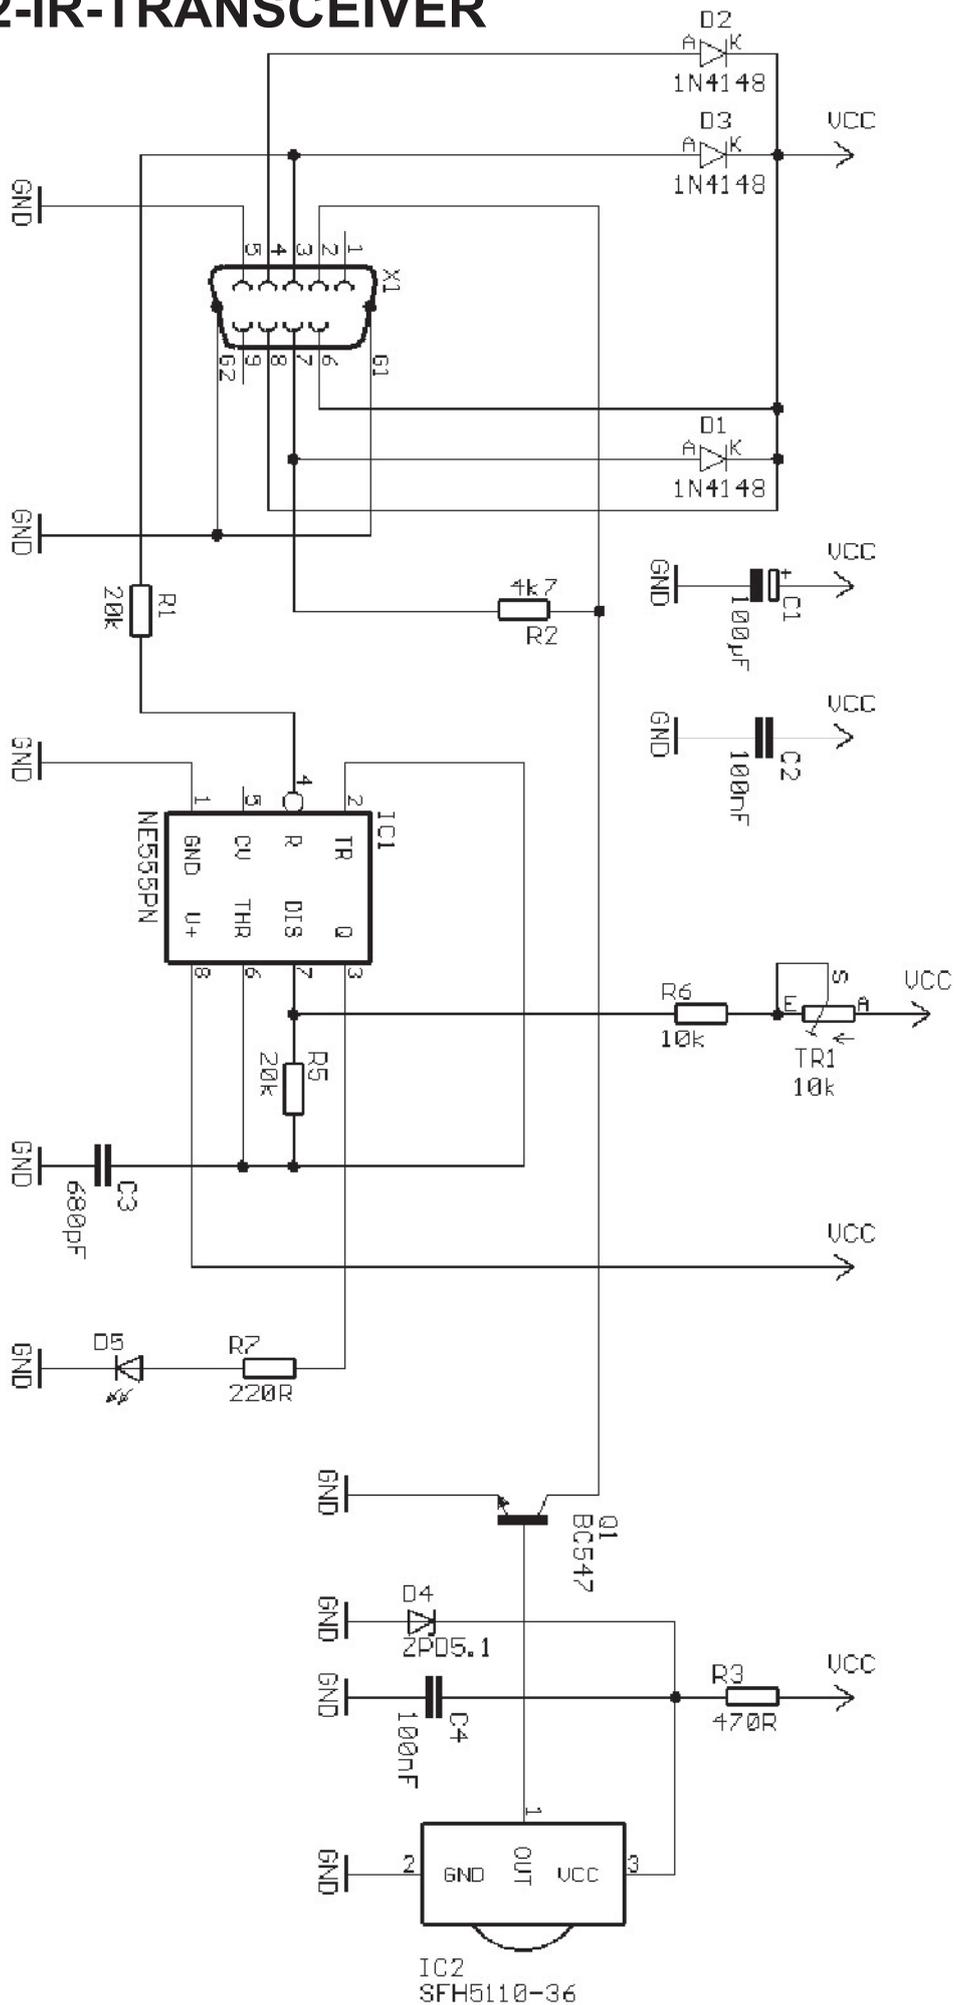 2-IR-TRANSCEIVER
D2
A K
1N4148
D3
A K
1N4148
VCC
GND
5 4 3 2 1
X1
G2 9 8 7 6 G1
D1
A K
1N4148
GND
VCC
GND
+
C1
100µF
R1
20k
4k7
R2
VCC
GND
C2
100nF
GND
1 5 4 2
IC1
NE555PN
GND CV R TR
V+ THR DIS Q
8 6 7 3
R6
10k
S
E A
TR1
10k
VCC
R5
20k
GND
C3
680pF
VCC
GND
D5
R7
220R
GND
Q1
BC547
GND
D4
ZPD5.1
GND
C4
100nF
R3
470R
VCC
1
GND
2
GND OUT VCC
3
IC2
SFH5110-36